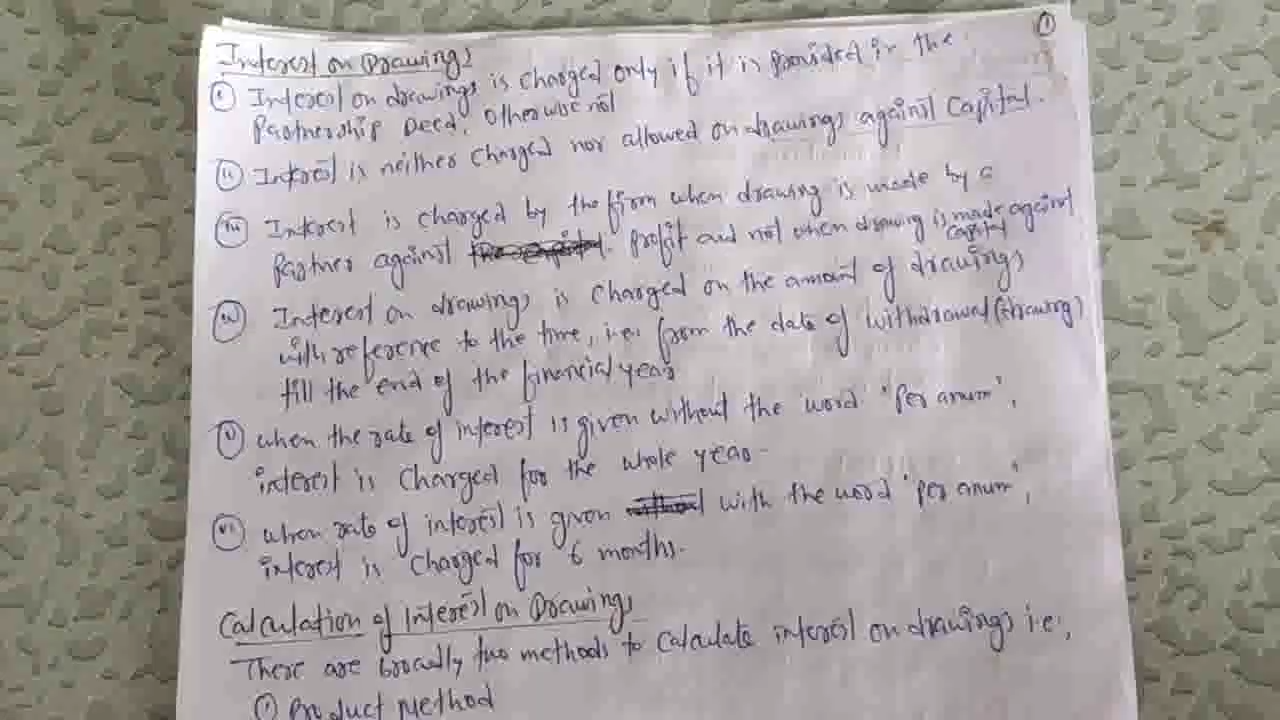 ①
Interest on Drawings
ⓘ Interest on drawings is charged only if it is provided in the
Partnership Deed, otherwise not
ⓘⓘ Interest is neither charged nor allowed on drawings against capital.
ⓘⓘⓘ Interest is charged by the firm when drawing is made by a
Partner against profit and not when drawing is made against
capital
ⓘⓥ Interest on drawings is charged on the amount of drawings
with reference to the time, i.e. from the date of withdrawal (drawing)
till the end of the financial year
ⓥ when the rate of interest is given without the word 'per anum',
interest is charged for the whole year.
ⓥⓘ when rate of interest is given with the word 'per anum',
interest is charged for 6 months.
Calculation of Interest on Drawings
There are broadly two methods to calculate interest on drawings i.e,
① Product Method